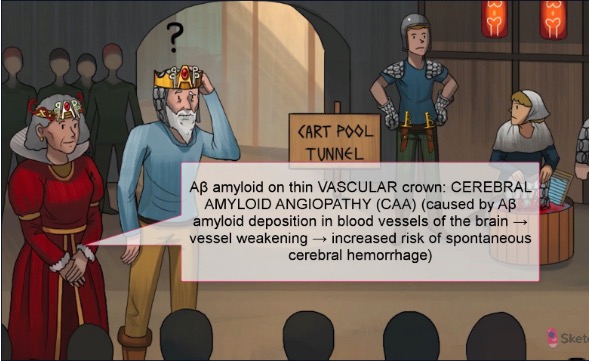 ?
CART POOL
TUNNEL
Aβ amyloid on thin VASCULAR crown: CEREBRAL
AMYLOID ANGIOPATHY (CAA) (caused by Aβ
amyloid deposition in blood vessels of the brain →
vessel weakening → increased risk of spontaneous
cerebral hemorrhage)
Sket